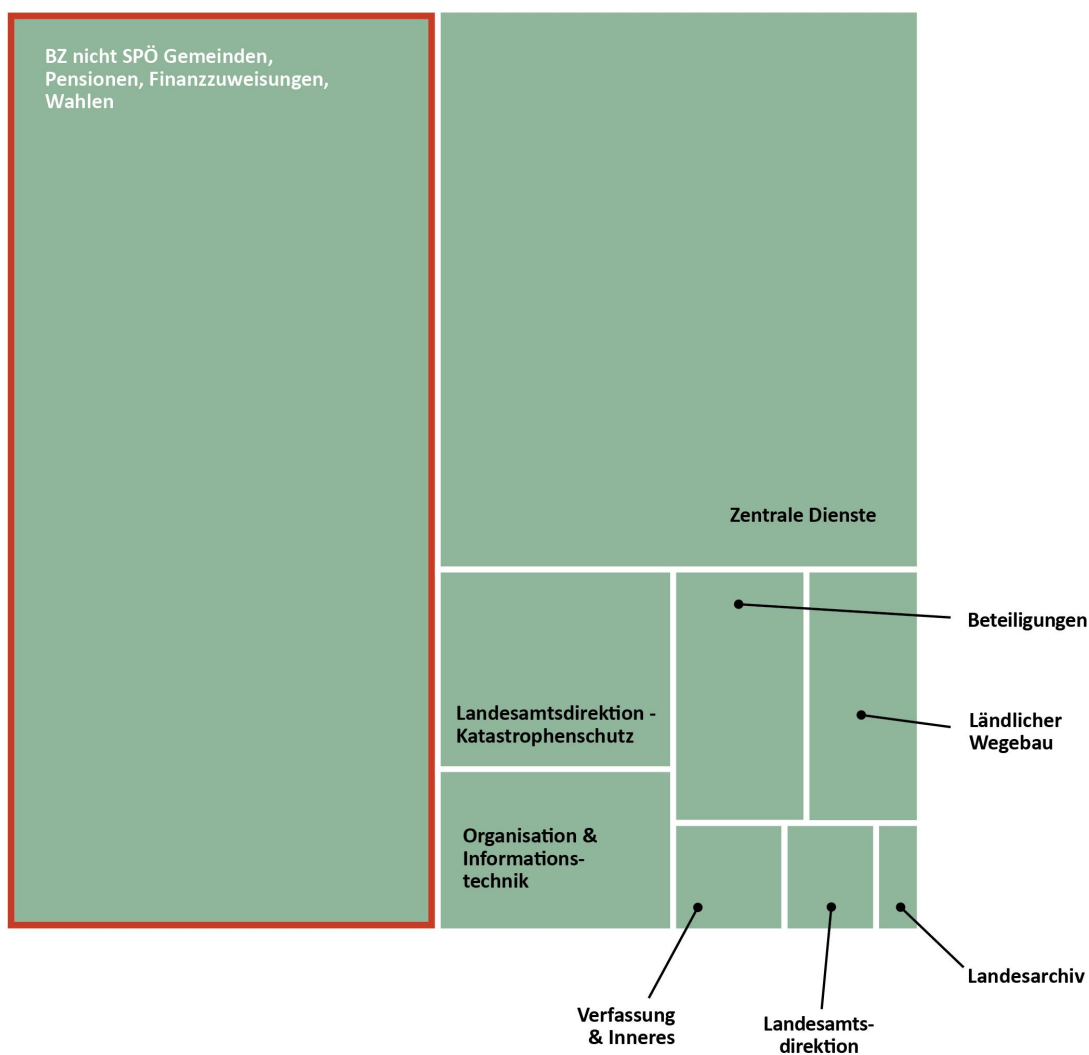 BZ nicht SPÖ Gemeinden,
Pensionen, Finanzzuweisungen,
Wahlen
Zentrale Dienste
Beteiligungen
Landesamtsdirektion -
Katastrophenschutz
Ländlicher
Wegebau
Organisation &
Informations-
technik
Landesarchiv
Verfassung
& Inneres
Landesamts-
direktion